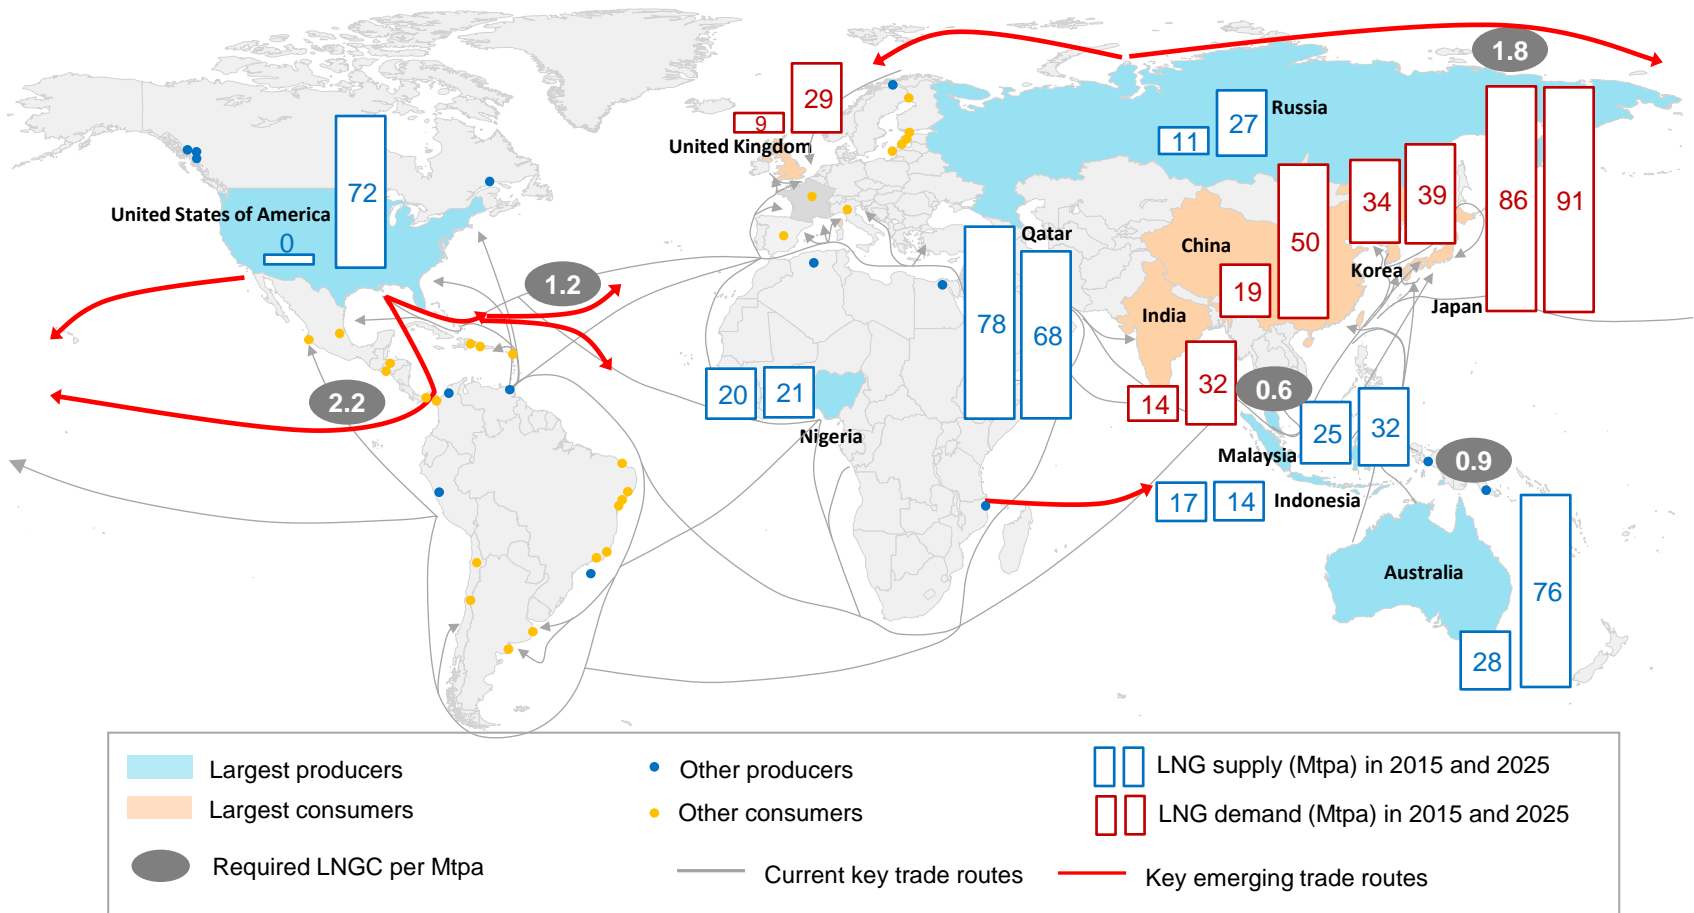 1.8
29
9
United Kingdom
11
27
Russia
72
United States of America
0
34
39
86
91
50
China
Korea
19
Japan
Qatar
78
68
India
1.2
2.2
20
21
Nigeria
14
32
0.6
25
32
Malaysia
0.9
17
14
Indonesia
Australia
76
28
Largest producers
Other producers
LNG supply (Mtpa) in 2015 and 2025
Largest consumers
Other consumers
LNG demand (Mtpa) in 2015 and 2025
Required LNGC per Mtpa
Current key trade routes
Key emerging trade routes